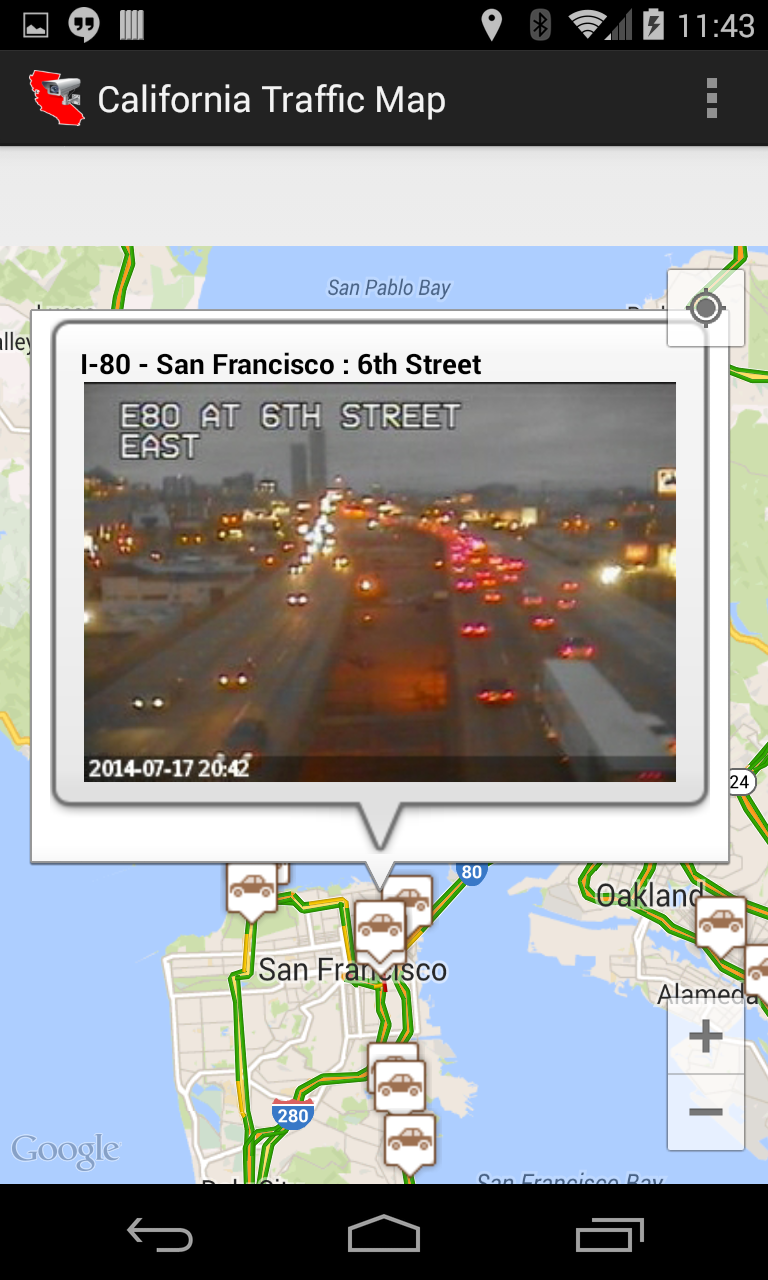 11:43
California Traffic Map
San Pablo Bay
alley
I-80 - San Francisco : 6th Street
E80 AT 6TH STREET
EAST
2014-07-17 20:42
24
80
Oakland
San Francisco
Alameda
280
Google
San Francisco Bay